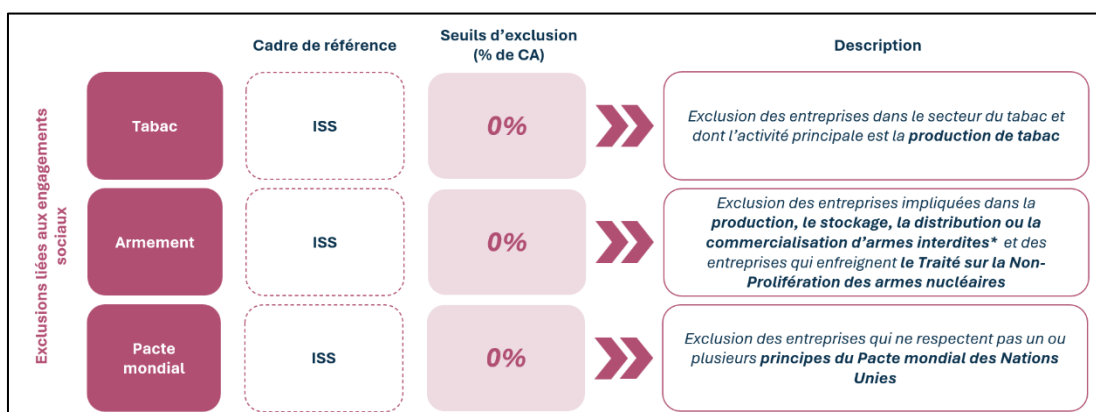 Cadre de référence
Seuils d’exclusion
(% de CA)
Description
Exclusions liées aux engagements
sociaux
Tabac
ISS
0%
Exclusion des entreprises dans le secteur du tabac et
dont l’activité principale est la production de tabac
Armement
ISS
0%
Exclusion des entreprises impliquées dans la
production, le stockage, la distribution ou la
commercialisation d’armes interdites* et des
entreprises qui enfreignent le Traité sur la Non-
Prolifération des armes nucléaires
Pacte
mondial
ISS
0%
Exclusion des entreprises qui ne respectent pas un ou
plusieurs principes du Pacte mondial des Nations
Unies